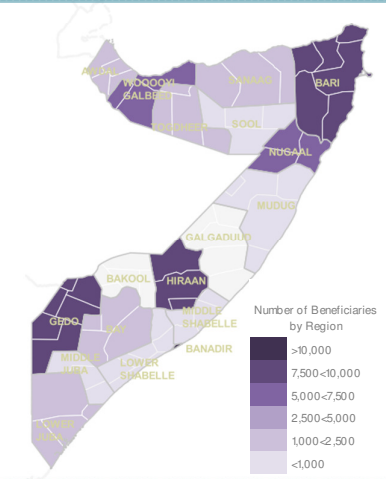 AWDAL
WOQOOYI
GALBEED
SANAAG
BARI
TOGDHEER
SOOL
NUGAAL
MUDUG
GALGADUUD
BAKOOL
HIRAAN
GEDO
BAY
MIDDLE
SHABELLE
BANADIR
MIDDLE
JUBA
LOWER
SHABELLE
LOWER
JUBA
Number of Beneficiaries
by Region
>10,000
7,500<10,000
5,000<7,500
2,500<5,000
1,000<2,500
<1,000